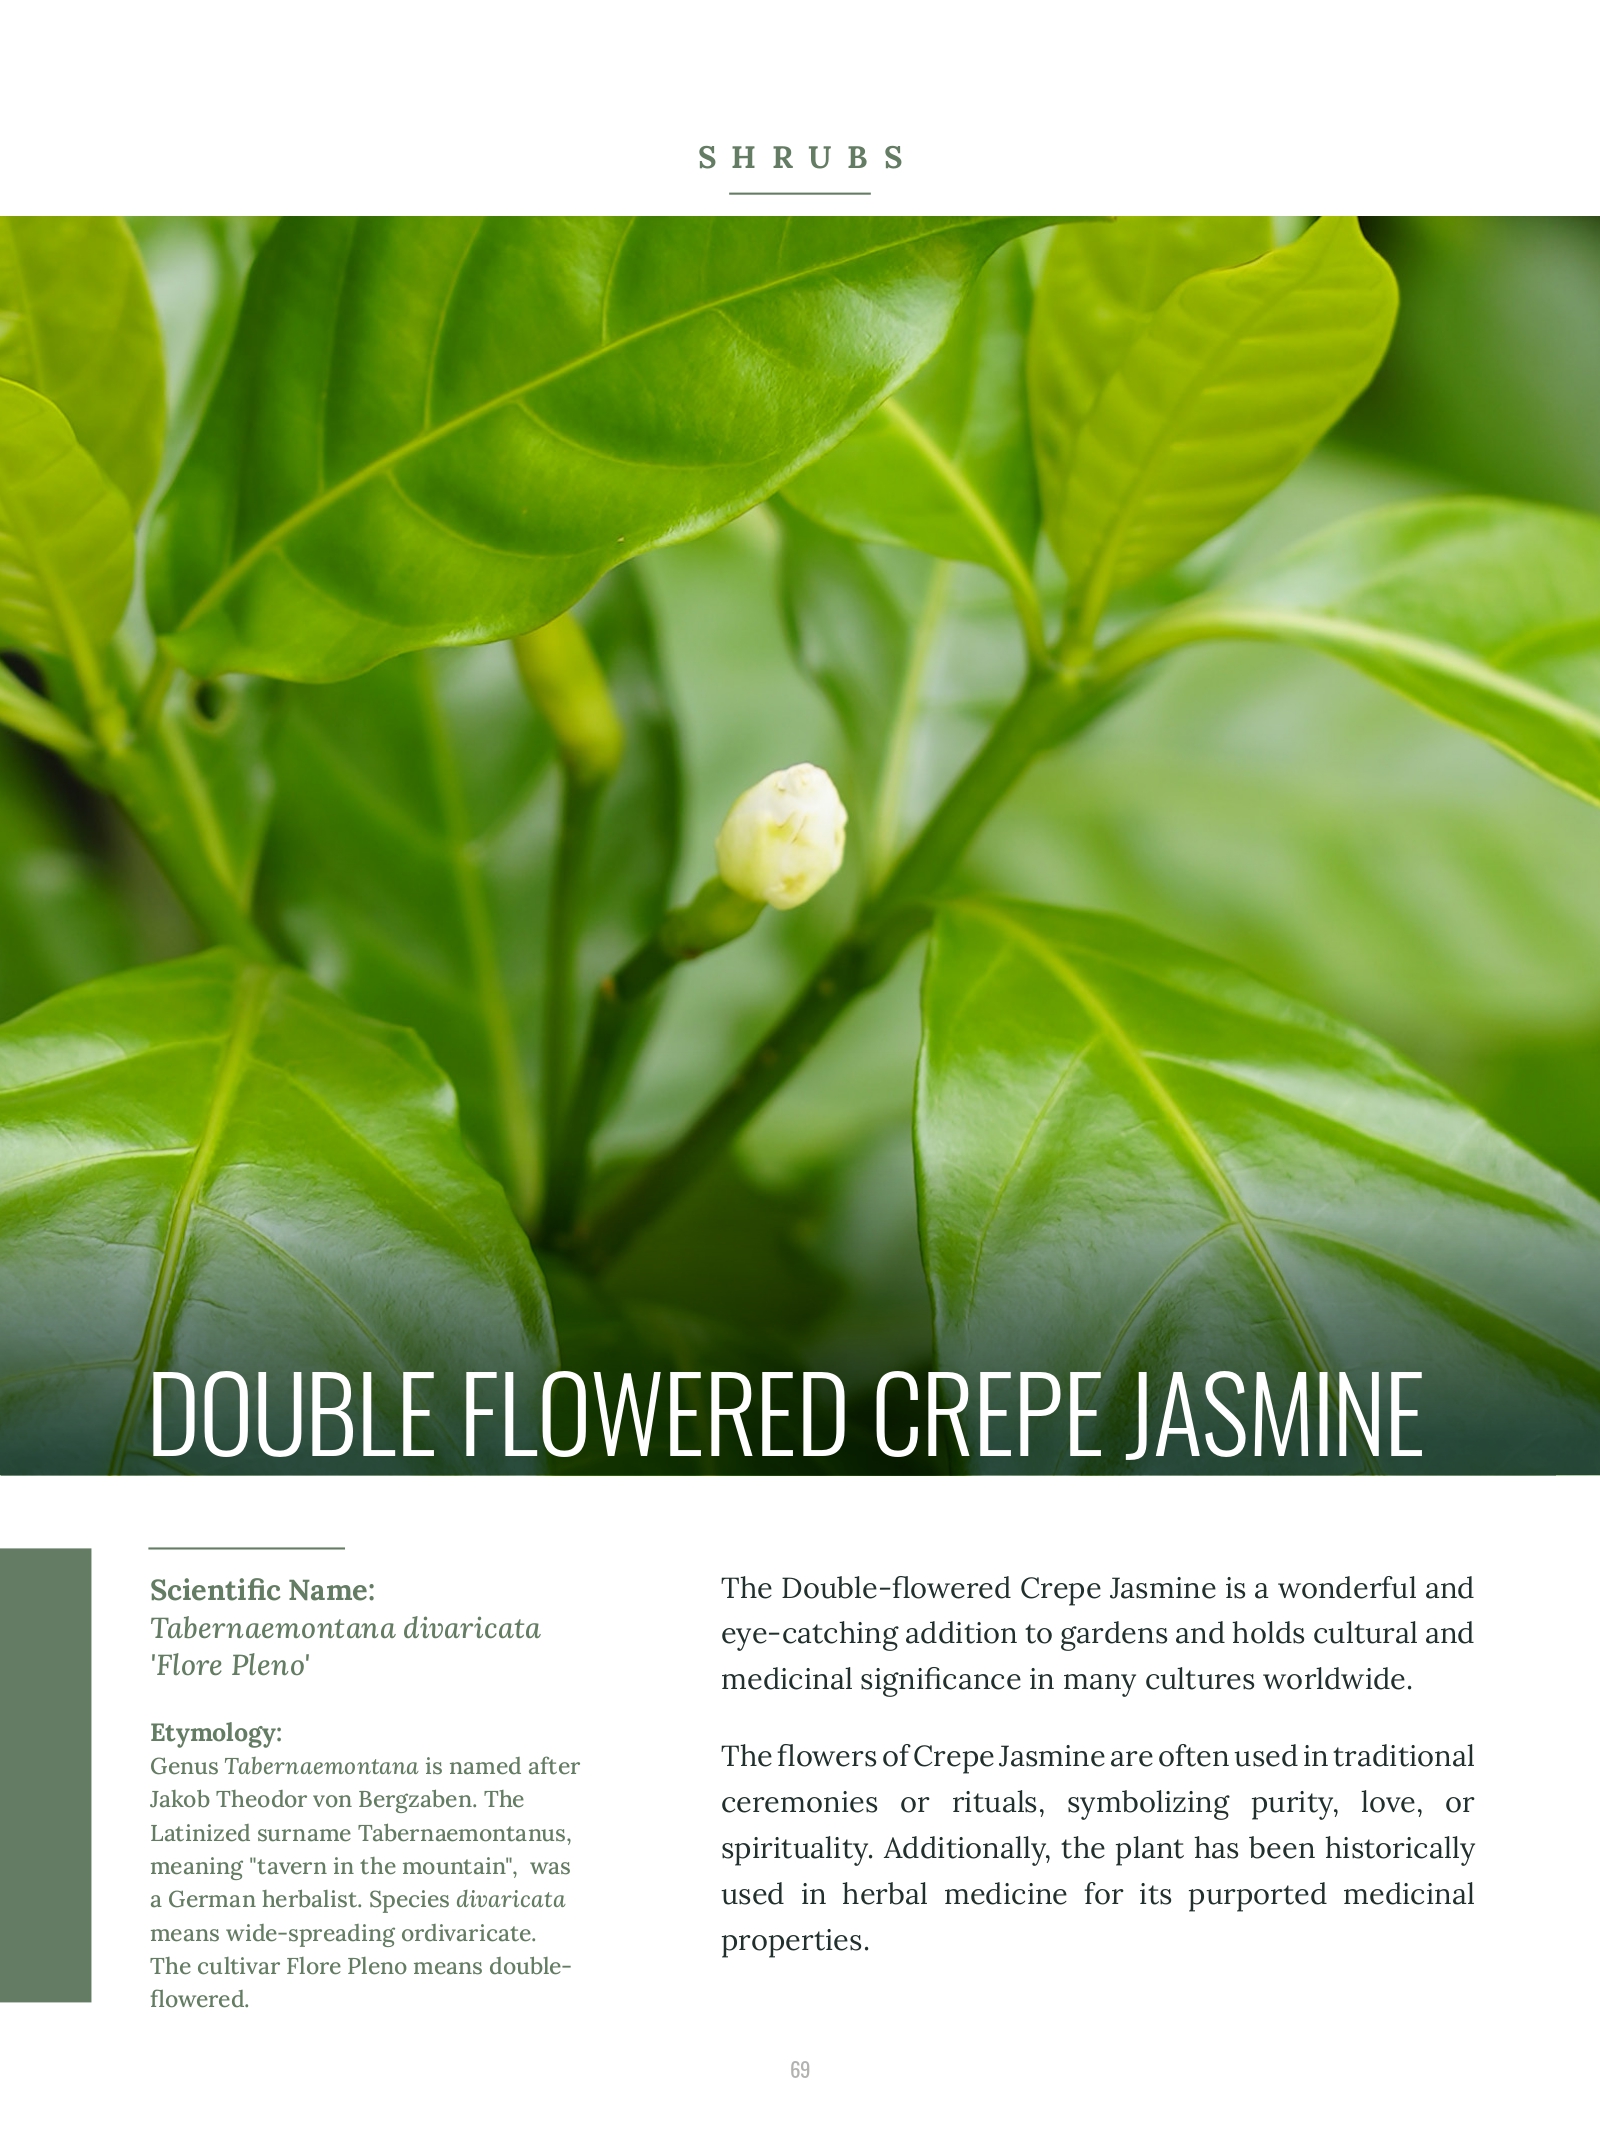 SHRUBS
DOUBLE FLOWERED CREPE JASMINE
Scientific Name:
Tabernaemontana divaricata
'Flore Pleno'
Etymology:
Genus Tabernaemontana is named after
Jakob Theodor von Bergzaben. The
Latinized surname Tabernaemontanus,
meaning "tavern in the mountain",  was
a German herbalist. Species divaricata
means wide-spreading ordivaricate.
The cultivar Flore Pleno means double-
flowered.
The Double-flowered Crepe Jasmine is a wonderful and
eye-catching addition to gardens and holds cultural and
medicinal significance in many cultures worldwide.
The flowers of Crepe Jasmine are often used in traditional
ceremonies or rituals, symbolizing purity, love, or
spirituality. Additionally, the plant has been historically
used in herbal medicine for its purported medicinal
properties.
69